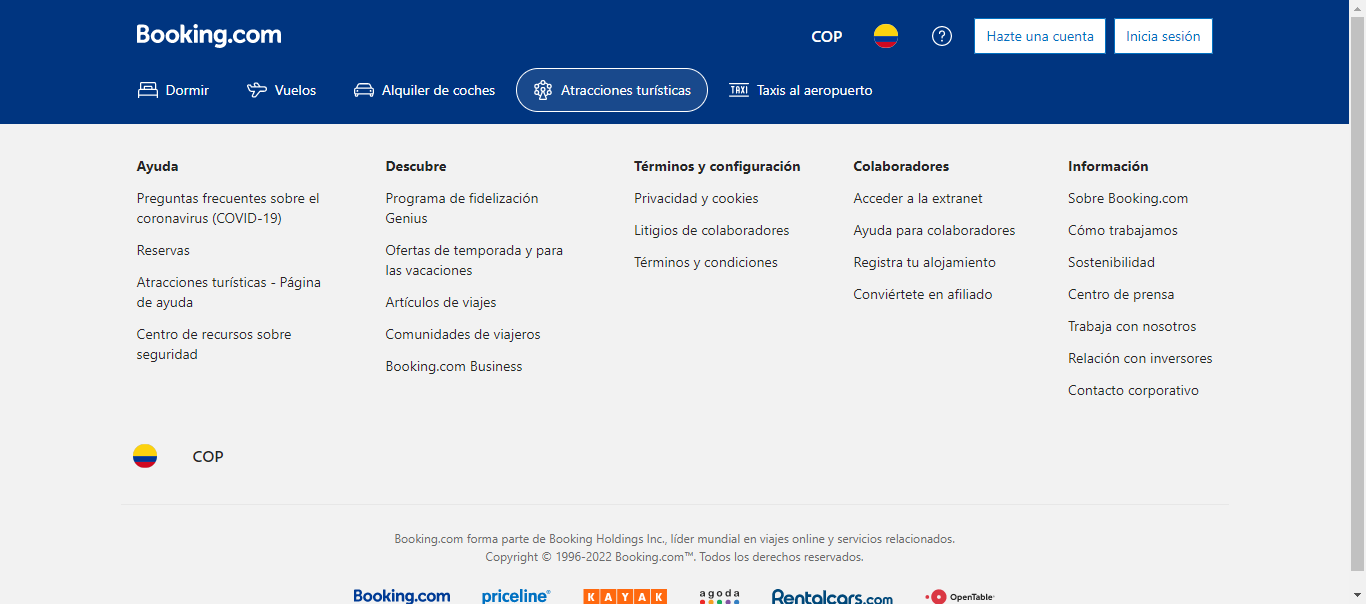 Booking.com
COP
Hazte una cuenta
Inicia sesión
Dormir
Vuelos
Alquiler de coches
Atracciones turísticas
TAXI
Taxis al aeropuerto
Ayuda
Preguntas frecuentes sobre el
coronavirus (COVID-19)
Reservas
Atracciones turísticas - Página
de ayuda
Centro de recursos sobre
seguridad
Descubre
Programa de fidelización
Genius
Ofertas de temporada y para
las vacaciones
Artículos de viajes
Comunidades de viajeros
Booking.com Business
Términos y configuración
Privacidad y cookies
Litigios de colaboradores
Términos y condiciones
Colaboradores
Acceder a la extranet
Ayuda para colaboradores
Registra tu alojamiento
Conviértete en afiliado
Información
Sobre Booking.com
Cómo trabajamos
Sostenibilidad
Centro de prensa
Trabaja con nosotros
Relación con inversores
Contacto corporativo
COP
Booking.com forma parte de Booking Holdings Inc., líder mundial en viajes online y servicios relacionados.
Copyright © 1996-2022 Booking.com™. Todos los derechos reservados.
Booking.com
priceline®
KAYAK
agoda
Rentalcars.com
OpenTable